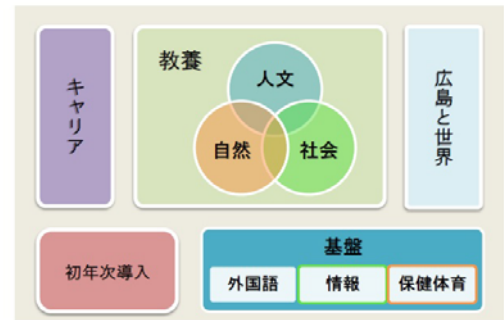 キャリア
教養
人文
自然
社会
広島と世界
初年次導入
基盤
外国語
情報
保健体育